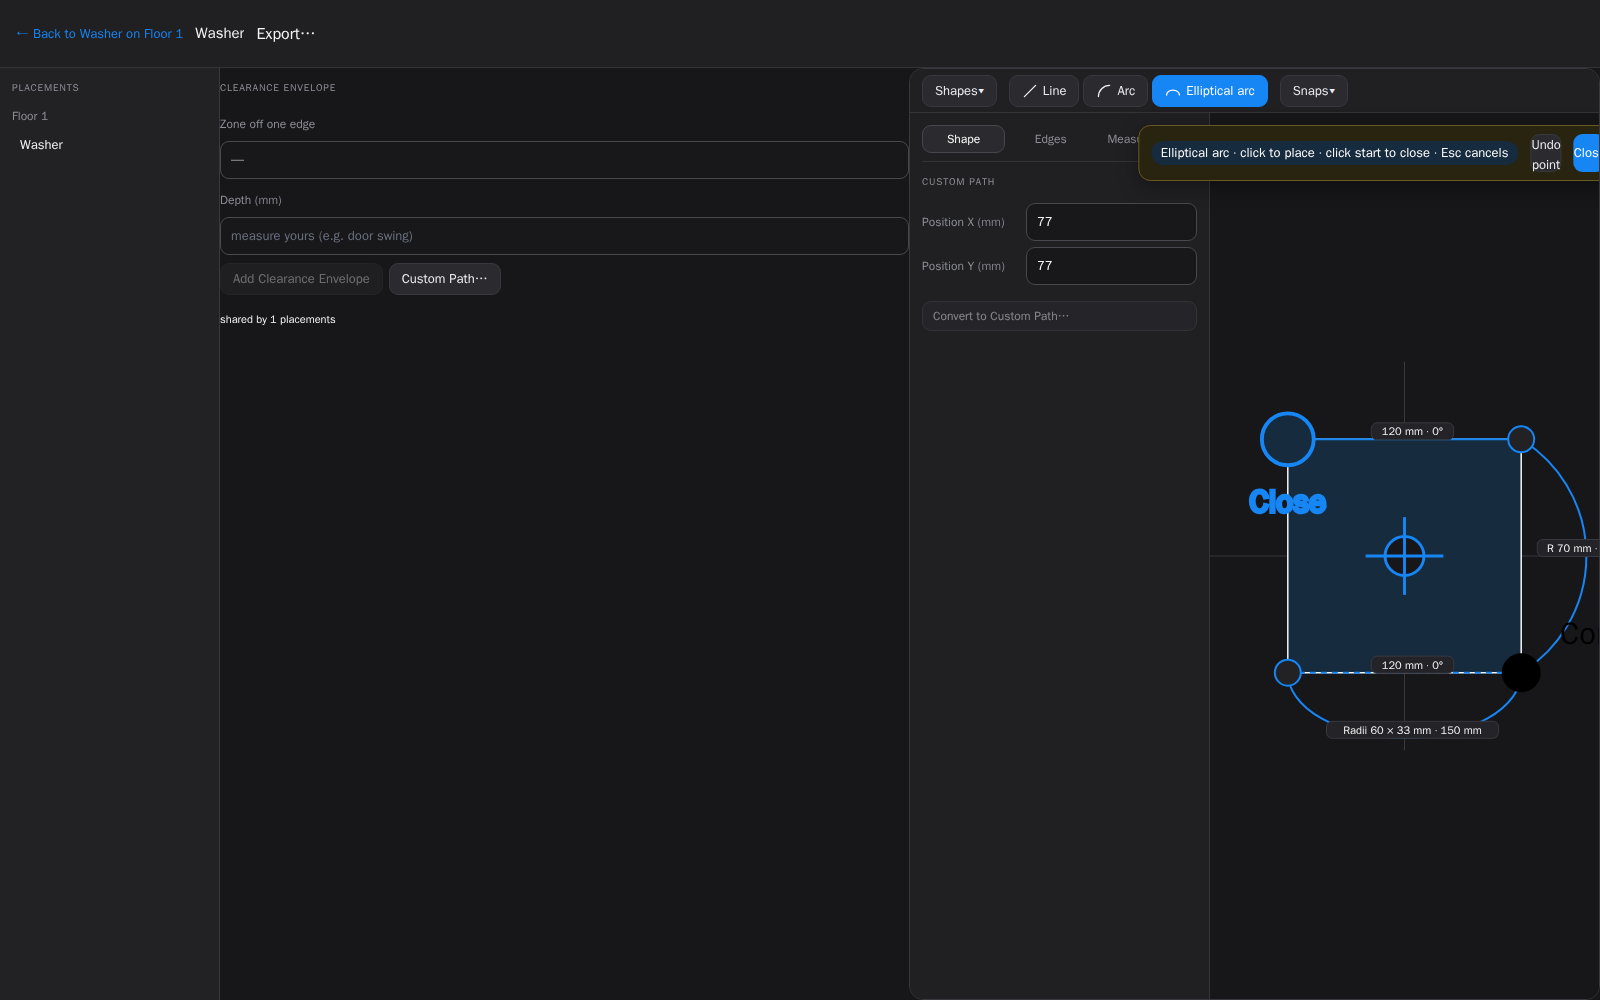 ← Back to Washer on Floor 1 Washer Export···
PLACEMENTS
Floor 1
Washer
CLEARANCE ENVELOPE
Zone off one edge
—
Depth (mm)
measure yours (e.g. door swing)
Add Clearance Envelope Custom Path···
shared by 1 placements
Shapes▾ Line Arc Elliptical arc Snaps▾
Shape Edges Meas
Elliptical arc · click to place · click start to close · Esc cancels
Undo
point
Clos
CUSTOM PATH
Position X (mm) 77
Position Y (mm) 77
Convert to Custom Path···
120 mm · 0°
Close
R 70 mm ·
Co
120 mm · 0°
Radii 60 × 33 mm · 150 mm